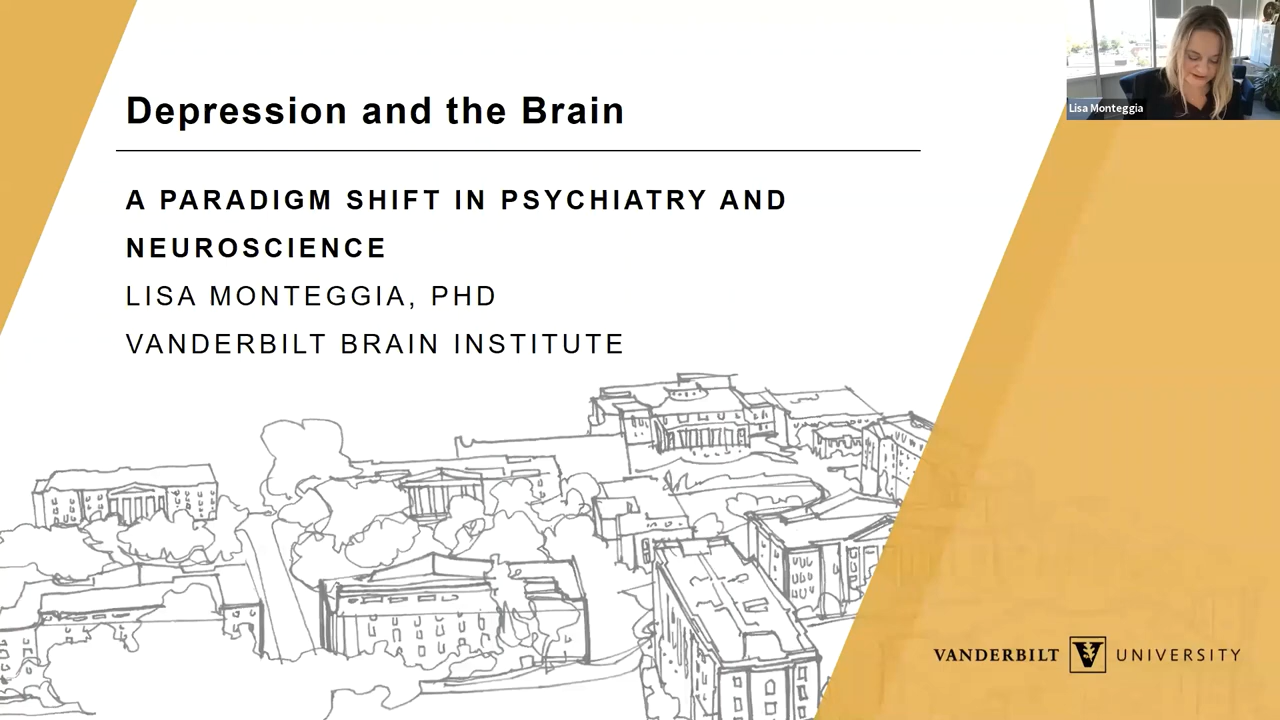 Depression and the Brain
A PARADIGM SHIFT IN PSYCHIATRY AND
NEUROSCIENCE
LISA MONTEGGIA, PHD
VANDERBILT BRAIN INSTITUTE
Lisa Monteggia
VANDERBILT V UNIVERSITY